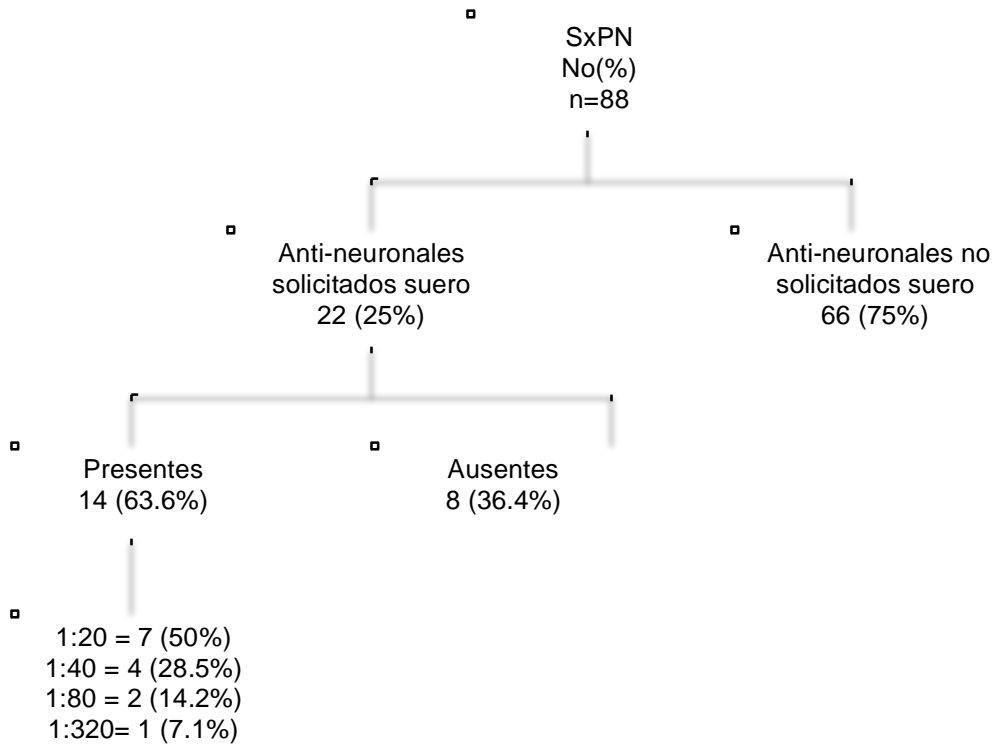 SxPN
No(%)
n=88
Anti-neuronales
solicitados suero
22 (25%)
Anti-neuronales no
solicitados suero
66 (75%)
Presentes
14 (63.6%)
Ausentes
8 (36.4%)
1:20 = 7 (50%)
1:40 = 4 (28.5%)
1:80 = 2 (14.2%)
1:320= 1 (7.1%)